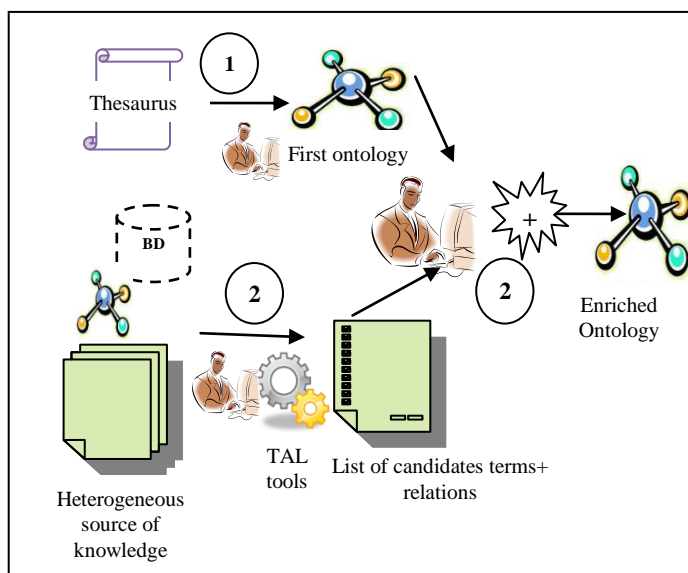 1
Thesaurus
First ontology
BD
+
2
2
Enriched
Ontology
TAL
tools
List of candidates terms+
relations
Heterogeneous
source of
knowledge